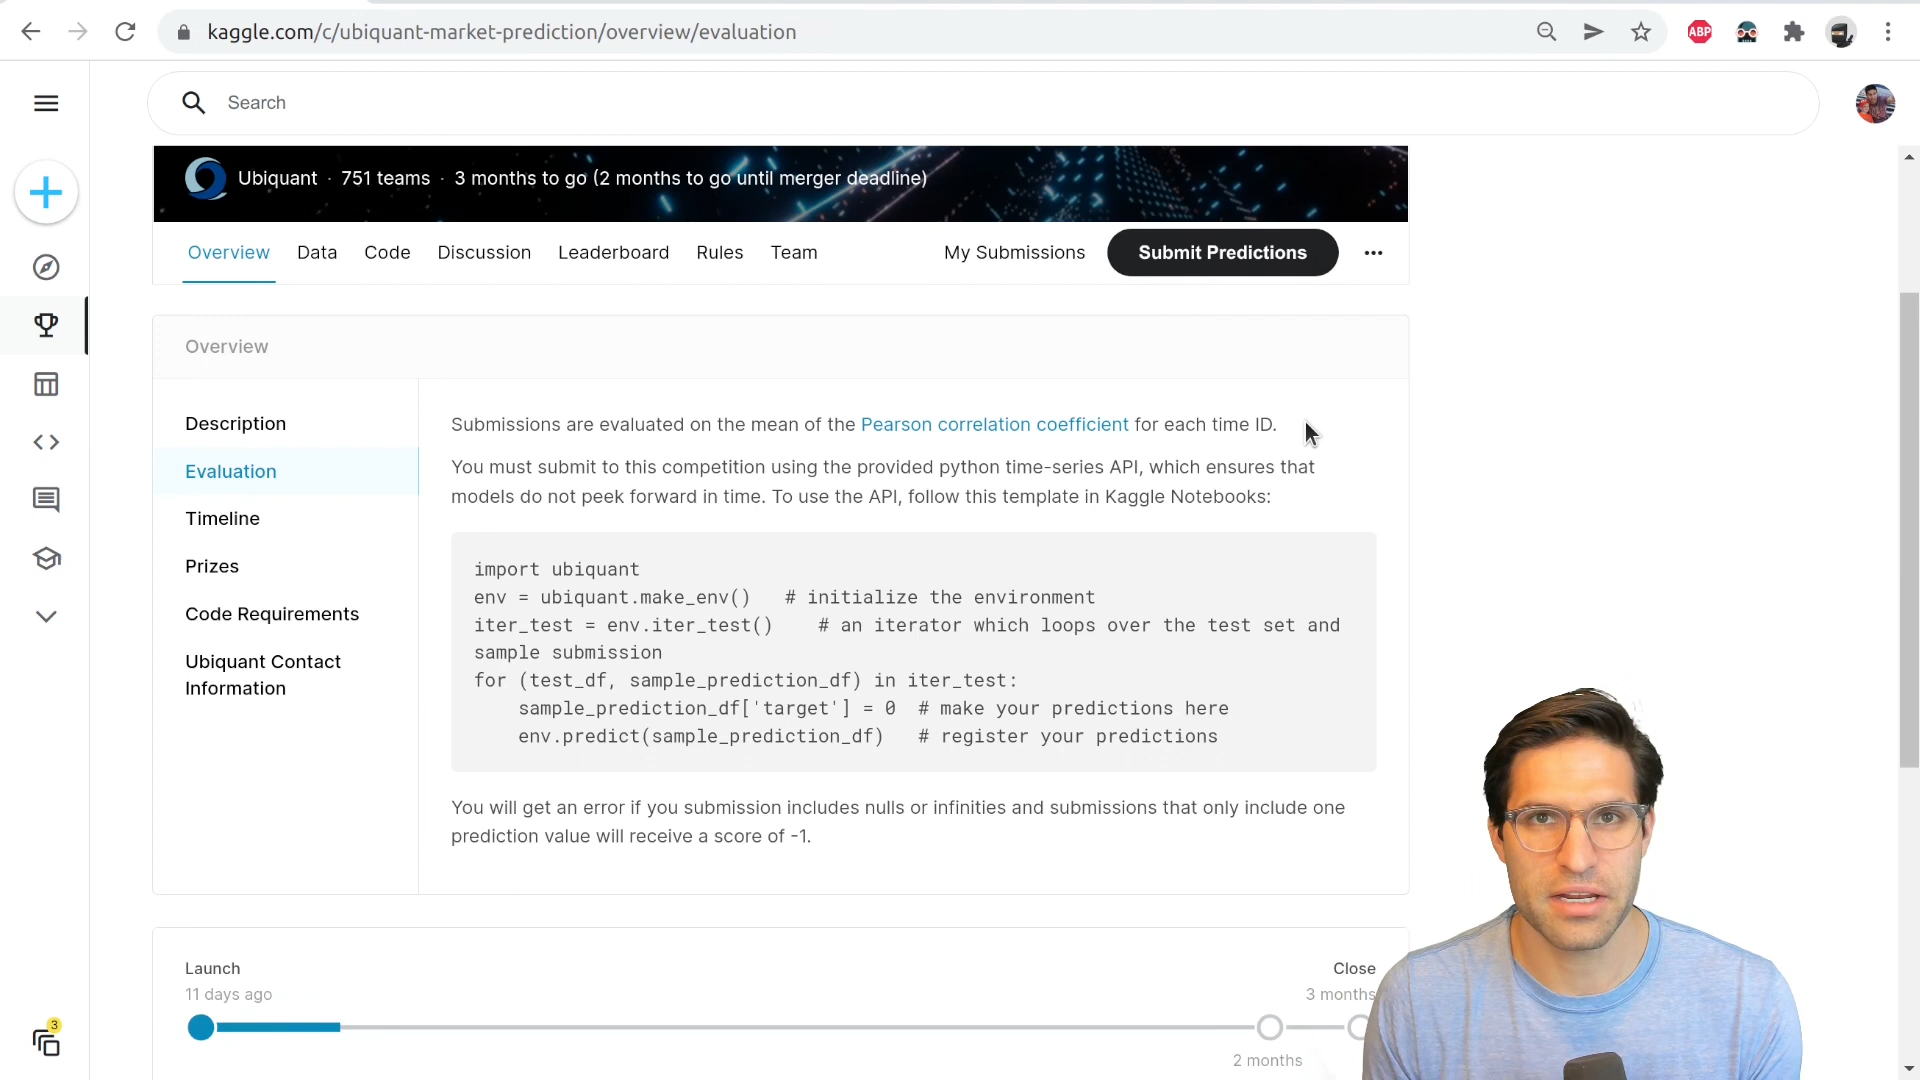 kaggle.com/c/ubiquant-market-prediction/overview/evaluation
ABP
Search
Ubiquant · 751 teams · 3 months to go (2 months to go until merger deadline)
Overview Data Code Discussion Leaderboard Rules Team My Submissions Submit Predictions
Overview
Description
Evaluation
Timeline
Prizes
Code Requirements
Ubiquant Contact
Information
Submissions are evaluated on the mean of the Pearson correlation coefficient for each time ID.
You must submit to this competition using the provided python time-series API, which ensures that
models do not peek forward in time. To use the API, follow this template in Kaggle Notebooks:
import ubiquant
env = ubiquant.make_env()   # initialize the environment
iter_test = env.iter_test()    # an iterator which loops over the test set and
sample submission
for (test_df, sample_prediction_df) in iter_test:
    sample_prediction_df['target'] = 0  # make your predictions here
    env.predict(sample_prediction_df)   # register your predictions
You will get an error if you submission includes nulls or infinities and submissions that only include one
prediction value will receive a score of -1.
Launch
11 days ago
Close
3 months
2 months
3